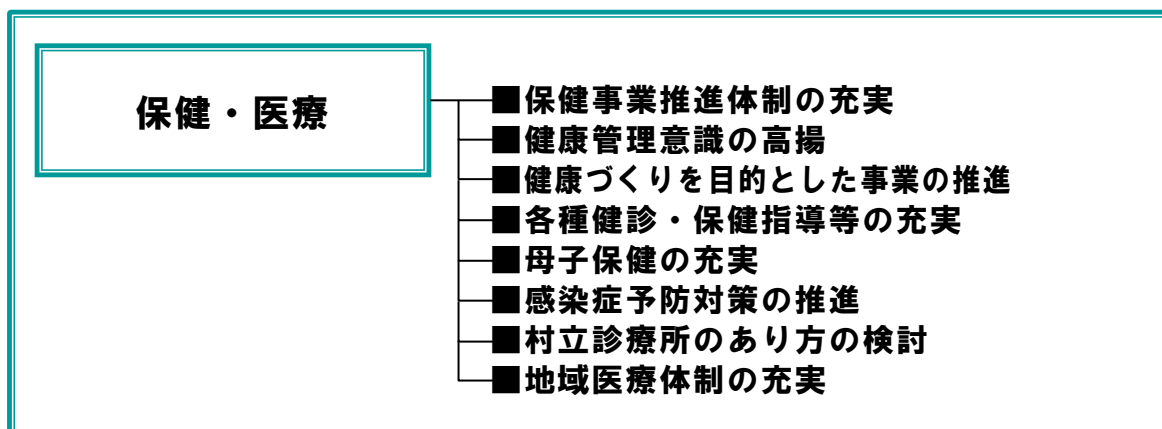 保健・医療
■保健事業推進体制の充実
■健康管理意識の高揚
■健康づくりを目的とした事業の推進
■各種健診・保健指導等の充実
■母子保健の充実
■感染症予防対策の推進
■村立診療所のあり方の検討
■地域医療体制の充実